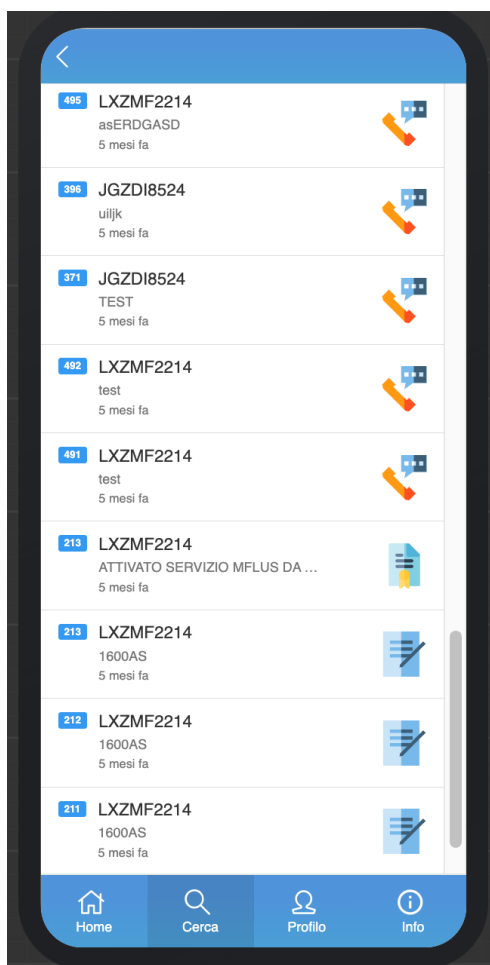 495 LXZMF2214
asERDGASD
5 mesi fa
396 JGZDI8524
uiljk
5 mesi fa
371 JGZDI8524
TEST
5 mesi fa
492 LXZMF2214
test
5 mesi fa
491 LXZMF2214
test
5 mesi fa
213 LXZMF2214
ATTIVATO SERVIZIO MFLUS DA ...
5 mesi fa
213 LXZMF2214
1600AS
5 mesi fa
212 LXZMF2214
1600AS
5 mesi fa
211 LXZMF2214
1600AS
5 mesi fa
Home Cerca Profilo Info